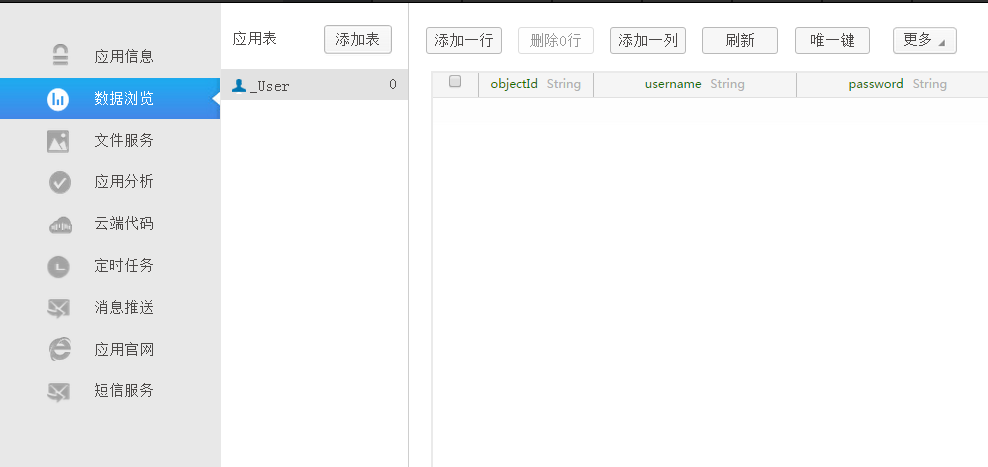 应用信息
数据浏览
文件服务
应用分析
云端代码
定时任务
消息推送
应用官网
短信服务
应用表 添加表
_User 0
添加一行 删除0行 添加一列 刷新 唯一键 更多
objectId String username String password String